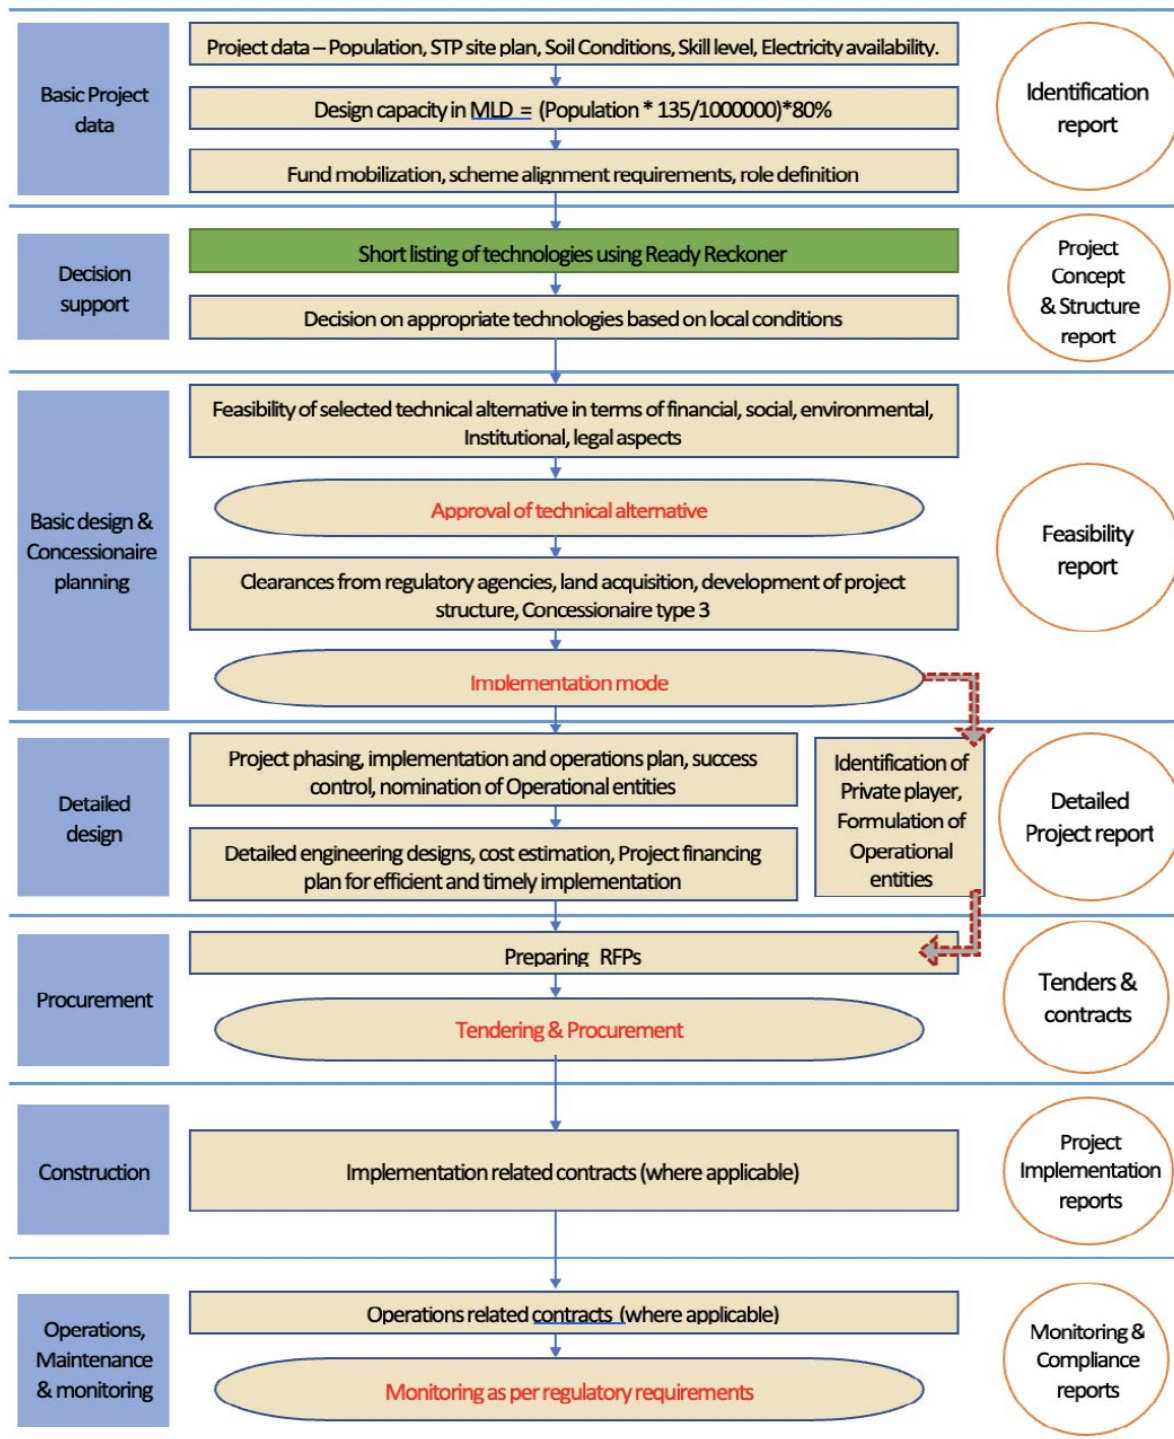 Basic Project
data
Project data – Population, STP site plan, Soil Conditions, Skill level, Electricity availability.
Design capacity in MLD = (Population * 135/1000000)*80%
Fund mobilization, scheme alignment requirements, role definition
Identification
report
Decision
support
Short listing of technologies using Ready Reckoner
Decision on appropriate technologies based on local conditions
Project
Concept
& Structure
report
Basic design &
Concessionaire
planning
Feasibility of selected technical alternative in terms of financial, social, environmental,
Institutional, legal aspects
Approval of technical alternative
Clearances from regulatory agencies, land acquisition, development of project
structure, Concessionaire type 3
Implementation mode
Feasibility
report
Detailed
design
Project phasing, implementation and operations plan, success
control, nomination of Operational entities
Detailed engineering designs, cost estimation, Project financing
plan for efficient and timely implementation
Identification of
Private player,
Formulation of
Operational
entities
Detailed
Project report
Procurement
Preparing RFPs
Tendering & Procurement
Tenders &
contracts
Construction
Implementation related contracts (where applicable)
Project
Implementation
reports
Operations,
Maintenance
& monitoring
Operations related contracts (where applicable)
Monitoring as per regulatory requirements
Monitoring &
Compliance
reports